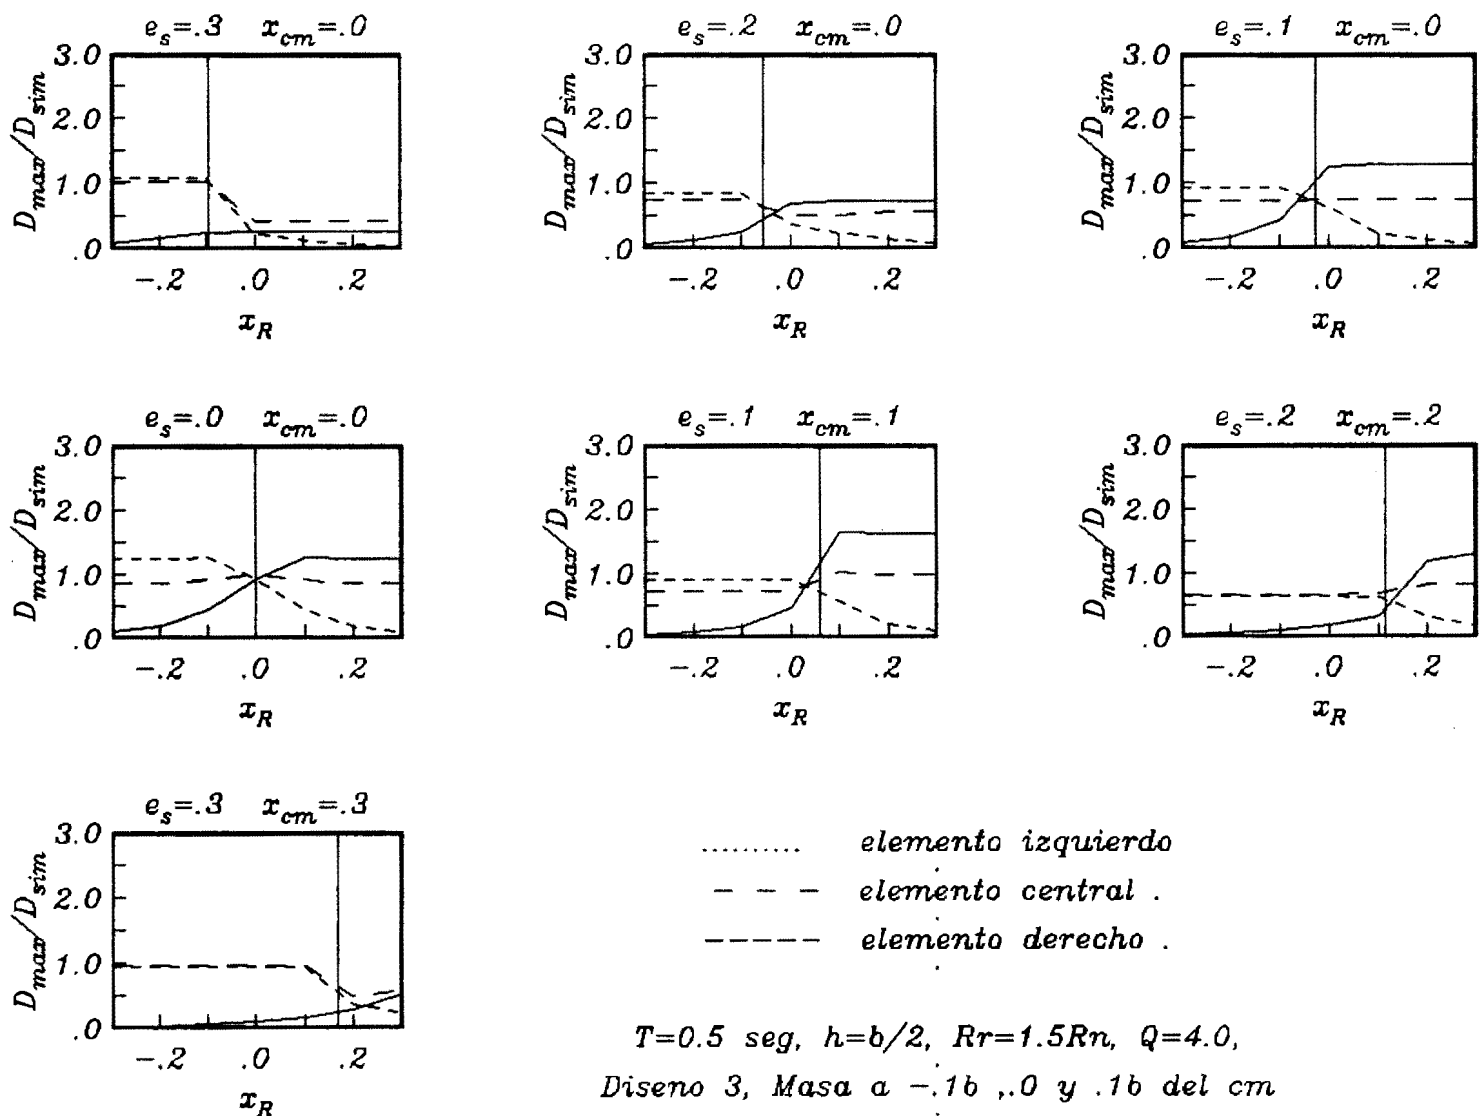 e_s=.3 x_cm=.0
3.0
2.0
1.0
.0
D_max/D_sim
-.2 .0 .2
x_R
e_s=.2 x_cm=.0
3.0
2.0
1.0
.0
D_max/D_sim
-.2 .0 .2
x_R
e_s=.1 x_cm=.0
3.0
2.0
1.0
.0
D_max/D_sim
-.2 .0 .2
x_R
e_s=.0 x_cm=.0
3.0
2.0
1.0
.0
D_max/D_sim
-.2 .0 .2
x_R
e_s=.1 x_cm=.1
3.0
2.0
1.0
.0
D_max/D_sim
-.2 .0 .2
x_R
e_s=.2 x_cm=.2
3.0
2.0
1.0
.0
D_max/D_sim
-.2 .0 .2
x_R
e_s=.3 x_cm=.3
3.0
2.0
1.0
.0
D_max/D_sim
-.2 .0 .2
x_R
elemento izquierdo
elemento central .
elemento derecho .
T=0.5 seg, h=b/2, Rr=1.5Rn, Q=4.0,
Diseno 3, Masa a -.1b ,.0 y .1b del cm